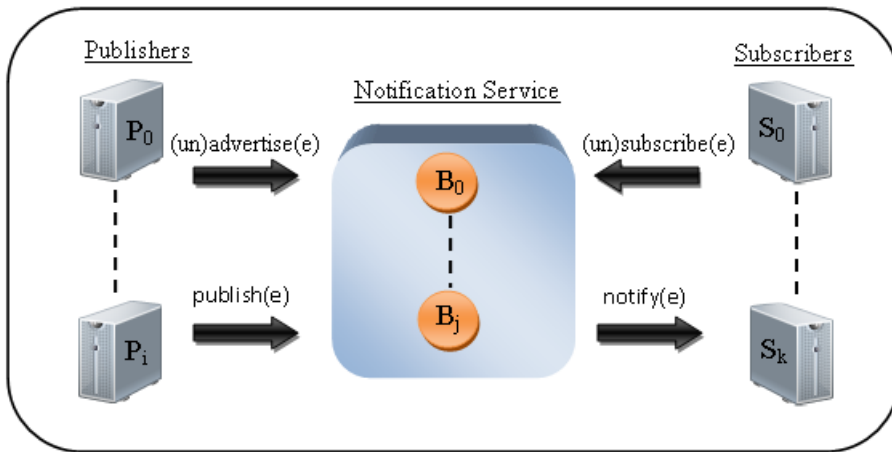 Publishers
Subscribers
Notification Service
P0
(un)advertise(e)
B0
(un)subscribe(e)
S0
publish(e)
Bj
notify(e)
Pi
Sk